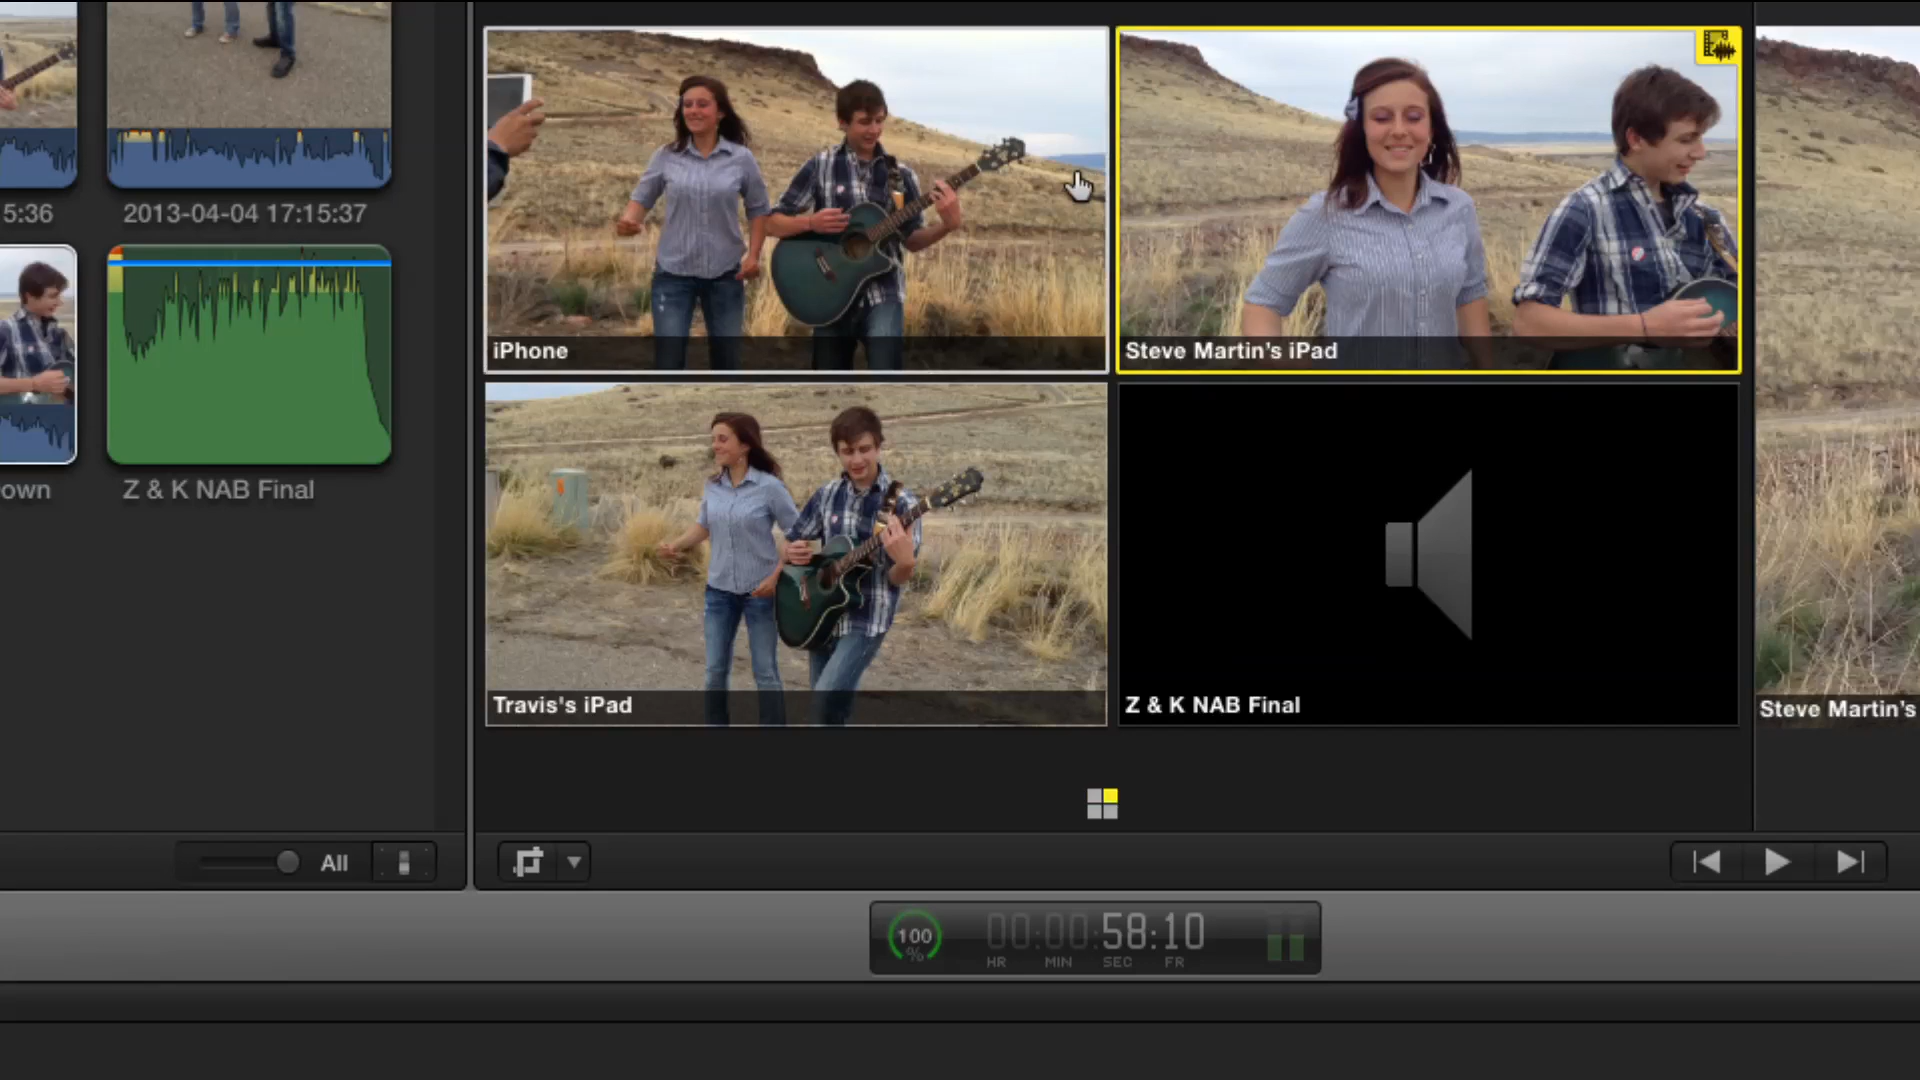 5:36
2013-04-04 17:15:37
own
Z & K NAB Final
iPhone
Steve Martin's iPad
Travis's iPad
Z & K NAB Final
Steve Martin's
All
100
%
00:00:58:10
HR MIN SEC FR